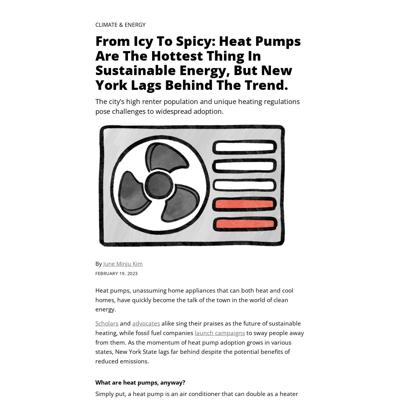 CLIMATE & ENERGY
From Icy To Spicy: Heat Pumps
Are The Hottest Thing In
Sustainable Energy, But New
York Lags Behind The Trend.
The city's high renter population and unique heating regulations
pose challenges to widespread adoption.
By June Minju Kim
FEBRUARY 19, 2023
Heat pumps, unassuming home appliances that can both heat and cool
homes, have quickly become the talk of the town in the world of clean
energy.
Scholars and advocates alike sing their praises as the future of sustainable
heating, while fossil fuel companies launch campaigns to sway people away
from them. As the momentum of heat pump adoption grows in various
states, New York State lags far behind despite the potential benefits of
reduced emissions.
What are heat pumps, anyway?
Simply put, a heat pump is an air conditioner that can double as a heater